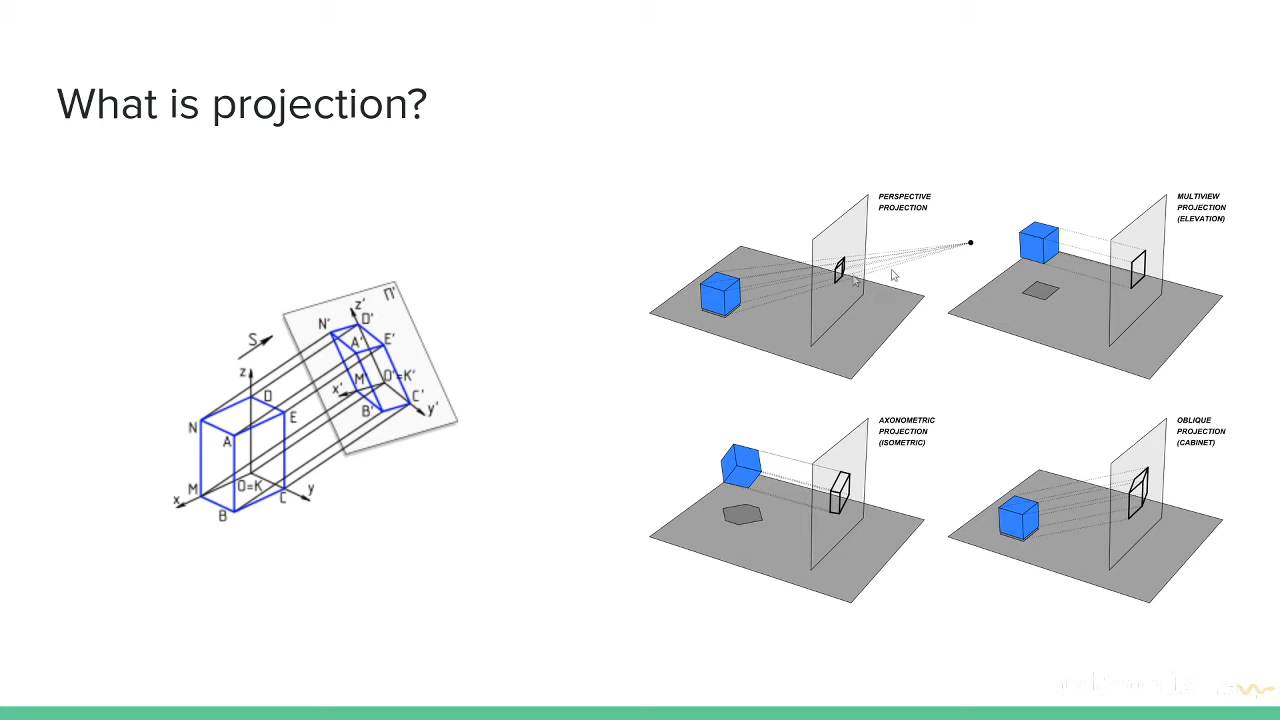 What is projection?
PERSPECTIVE
PROJECTION
MULTIVIEW
PROJECTION
(ELEVATION)
П'
z'
N' D'
S A' E'
z M' O'=K'
x' C'
D B' y'
N E
A
M O=K y
x C
B
AXONOMETRIC
PROJECTION
(ISOMETRIC)
OBLIQUE
PROJECTION
(CABINET)